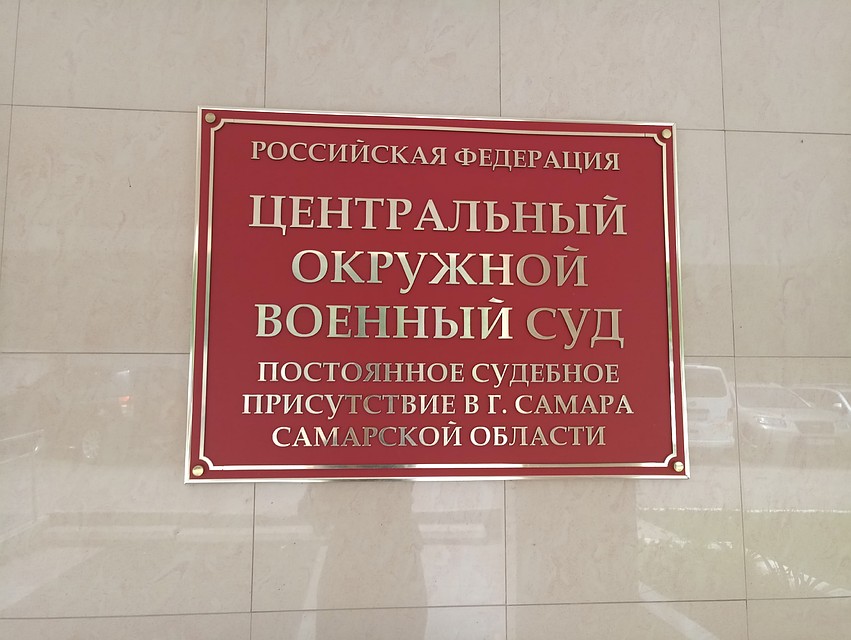 РОССИЙСКАЯ ФЕДЕРАЦИЯ
ЦЕНТРАЛЬНЫЙ
ОКРУЖНОЙ
ВОЕННЫЙ СУД
ПОСТОЯННОЕ СУДЕБНОЕ
ПРИСУТСТВИЕ В Г. САМАРА
САМАРСКОЙ ОБЛАСТИ